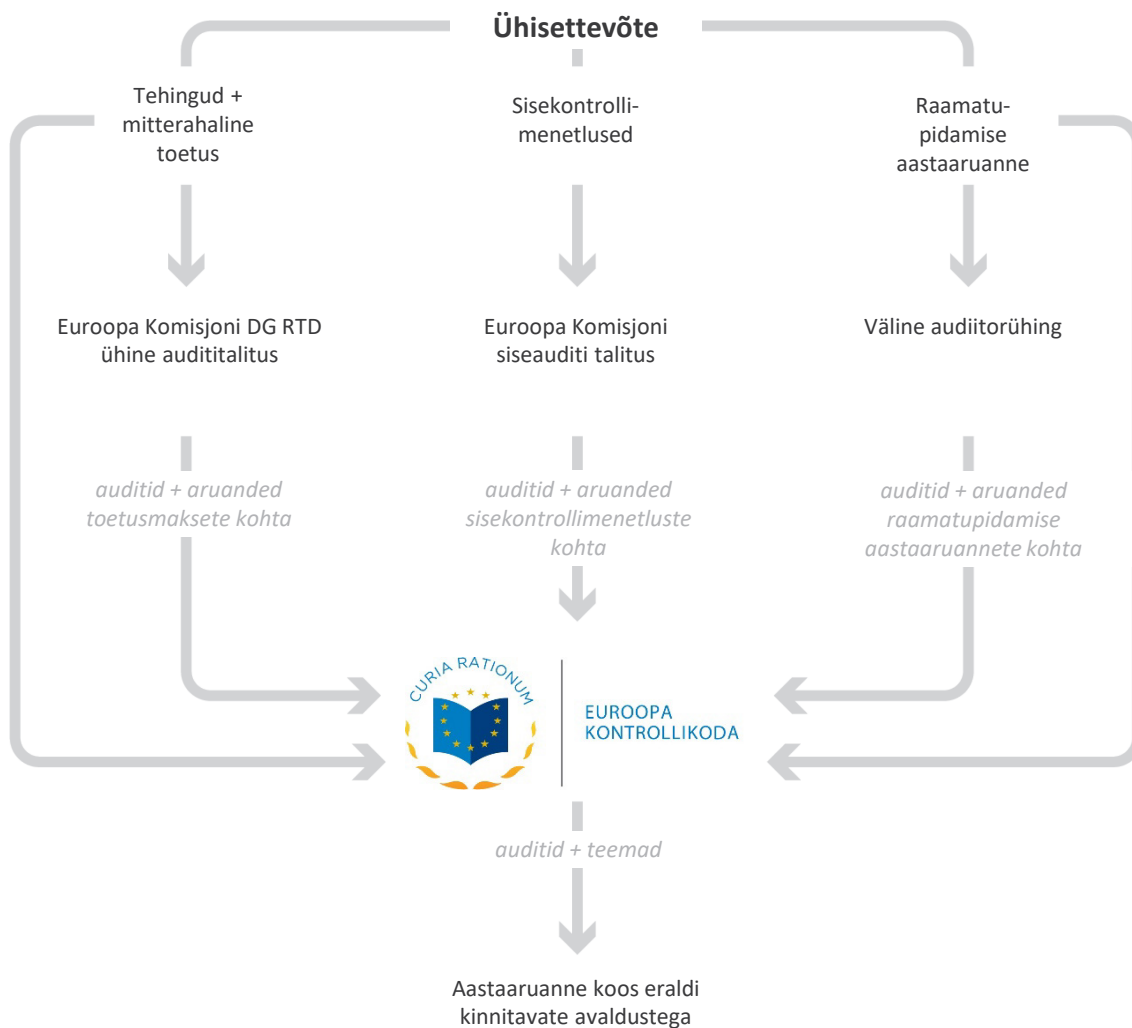 Ühisettevõte
Tehingud +
mitterahaline
toetus
Sisekontrolli-
menetlused
Raamatu-
pidamise
aastaaruanne
Euroopa Komisjoni DG RTD
ühine audititalitus
Euroopa Komisjoni
siseauditi talitus
Väline audiitorühing
auditid + aruanded
toetusmaksete kohta
auditid + aruanded
sisekontrollimenetluste
kohta
auditid + aruanded
raamatupidamise
aastaaruannete kohta
CURIA RATIONUM
EUROOPA
KONTROLLIKODA
auditid + teemad
Aastaaruanne koos eraldi
kinnitavate avaldustega